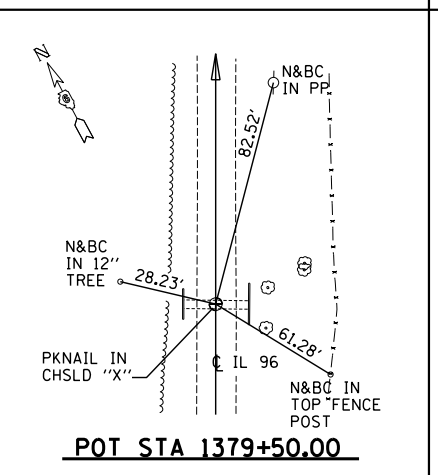 N
N&BC
IN PP
82.52'
N&BC
IN 12"
TREE
28.23'
61.28'
PKNAIL IN
CHSLD "X"
℄ IL 96
N&BC IN
TOP FENCE
POST
POT STA 1379+50.00